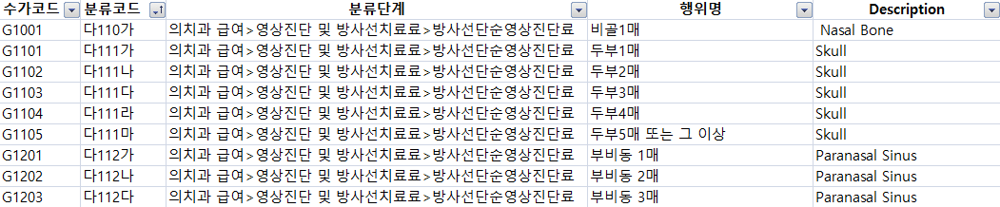 수가코드 분류코드 분류단계 행위명 Description
G1001 다110가 의치과 급여>영상진단 및 방사선치료료>방사선단순영상진단료 비골1매 Nasal Bone
G1101 다111가 의치과 급여>영상진단 및 방사선치료료>방사선단순영상진단료 두부1매 Skull
G1102 다111나 의치과 급여>영상진단 및 방사선치료료>방사선단순영상진단료 두부2매 Skull
G1103 다111다 의치과 급여>영상진단 및 방사선치료료>방사선단순영상진단료 두부3매 Skull
G1104 다111라 의치과 급여>영상진단 및 방사선치료료>방사선단순영상진단료 두부4매 Skull
G1105 다111마 의치과 급여>영상진단 및 방사선치료료>방사선단순영상진단료 두부5매 또는 그 이상 Skull
G1201 다112가 의치과 급여>영상진단 및 방사선치료료>방사선단순영상진단료 부비동 1매 Paranasal Sinus
G1202 다112나 의치과 급여>영상진단 및 방사선치료료>방사선단순영상진단료 부비동 2매 Paranasal Sinus
G1203 다112다 의치과 급여>영상진단 및 방사선치료료>방사선단순영상진단료 부비동 3매 Paranasal Sinus